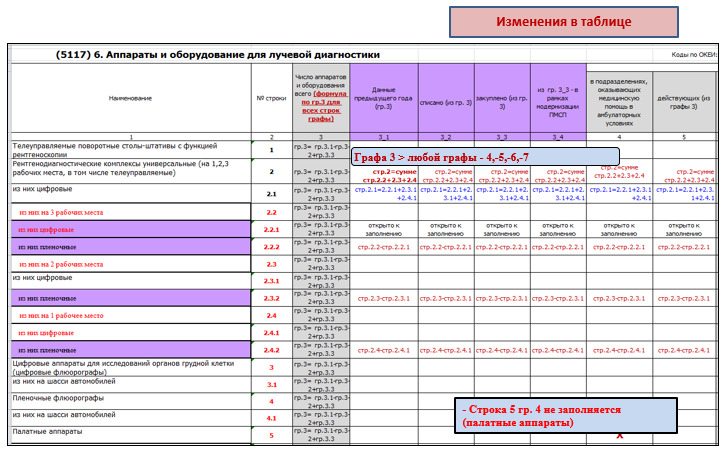 Изменения в таблице
(5117) 6. Аппараты и оборудование для лучевой диагностики
Коды по ОКЕИ:
Наименование
№ строки
Число аппаратов
и оборудования
всего (формула
по гр.3 для
всех строк
графы)
Данные
предыдущего года
(гр.3)
списано (из гр. 3)
закуплено (из гр.
3)
из гр. 3_3 - в
рамках
модернизации
ПМСП
в подразделениях,
оказывающих
медицинскую
помощь в
амбулаторных
условиях
действующих (из
графы 3)
1 2 3 3_1 3_2 3_3 3_4 4 5
Телеуправляемые поворотные столы-штативы с функцией
рентгеноскопии
1
гр.3= гр.3.1-гр.3-
2+гр.3.3
Графа 3 > любой графы - 4,-5,-6,-7
Рентгенодиагностические комплексы универсальные (на 1,2,3
рабочих места, в том числе телеуправляемые)
2
гр.3= гр.3.1-гр.3-
2+гр.3.3
стр.2=сумме
стр.2.2+2.3+2.4
стр.2=сумме
стр.2.2+2.3+2.4
стр.2=сумме
стр.2.2+2.3+2.4
стр.2=сумме
стр.2.2+2.3+2.4
стр.2=сумме
стр.2.2+2.3+2.4
стр.2=сумме
стр.2.2+2.3+2.4
из них цифровые
2.1
гр.3= гр.3.1-гр.3-
2+гр.3.3
стр.2.1=2.2.1+2.3.1
+2.4.1
стр.2.1=2.2.1+2.
3.1+2.4.1
стр.2.1=2.2.1+2.
3.1+2.4.1
стр.2.1=2.2.1+2.
3.1+2.4.1
стр.2.1=2.2.1+2.3.1
+2.4.1
стр.2.1=2.2.1+2.3.
1+2.4.1
из них на 3 рабочих места
2.2
гр.3= гр.3.1-гр.3-
2+гр.3.3
из них цифровые
2.2.1
гр.3= гр.3.1-гр.3-
2+гр.3.3
открыто к
заполнению
открыто к
заполнению
открыто к
заполнению
открыто к
заполнению
открыто к
заполнению
открыто к
заполнению
из них пленочные
2.2.2
гр.3= гр.3.1-гр.3-
2+гр.3.3
стр.2.2-стр.2.2.1 стр.2.2-стр.2.2.1 стр.2.2-стр.2.2.1 стр.2.2-стр.2.2.1 стр.2.2-стр.2.2.1 стр.2.2-стр.2.2.1
из них на 2 рабочих места
2.3
гр.3= гр.3.1-гр.3-
2+гр.3.3
из них цифровые
2.3.1
гр.3= гр.3.1-гр.3-
2+гр.3.3
из них пленочные
2.3.2
гр.3= гр.3.1-гр.3-
2+гр.3.3
стр.2.3-стр.2.3.1 стр.2.3-стр.2.3.1 стр.2.3-стр.2.3.1 стр.2.3-стр.2.3.1 стр.2.3-стр.2.3.1 стр.2.3-стр.2.3.1
из них на 1 рабочее место
2.4
гр.3= гр.3.1-гр.3-
2+гр.3.3
из них цифровые
2.4.1
гр.3= гр.3.1-гр.3-
2+гр.3.3
из них пленочные
2.4.2
гр.3= гр.3.1-гр.3-
2+гр.3.3
стр.2.4-стр.2.4.1 стр.2.4-стр.2.4.1 стр.2.4-стр.2.4.1 стр.2.4-стр.2.4.1 стр.2.4-стр.2.4.1 стр.2.4-стр.2.4.1
Цифровые аппараты для исследований органов грудной клетки
(цифровые флюорографы)
3
гр.3= гр.3.1-гр.3-
2+гр.3.3
из них на шасси автомобилей
3.1
гр.3= гр.3.1-гр.3-
2+гр.3.3
Пленочные флюорографы
4
гр.3= гр.3.1-гр.3-
2+гр.3.3
из них на шасси автомобилей
4.1
гр.3= гр.3.1-гр.3-
2+гр.3.3
- Строка 5 гр. 4 не заполняется
(палатные аппараты)
Палатные аппараты
5
гр.3= гр.3.1-гр.3-
2+гр.3.3
X